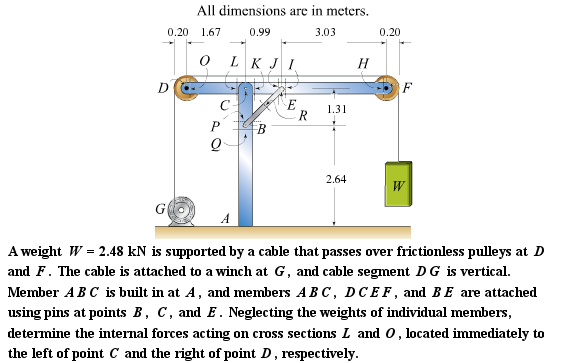 All dimensions are in meters.
0.20 1.67 0.99 3.03 0.20
O L K J I H
D F
C E
R 1.31
P B
Q
2.64
W
G
A
A weight W = 2.48 kN is supported by a cable that passes over frictionless pulleys at D
and F. The cable is attached to a winch at G, and cable segment DG is vertical.
Member ABC is built in at A, and members ABC, DCEF, and BE are attached
using pins at points B, C, and E. Neglecting the weights of individual members,
determine the internal forces acting on cross sections L and O, located immediately to
the left of point C and the right of point D, respectively.